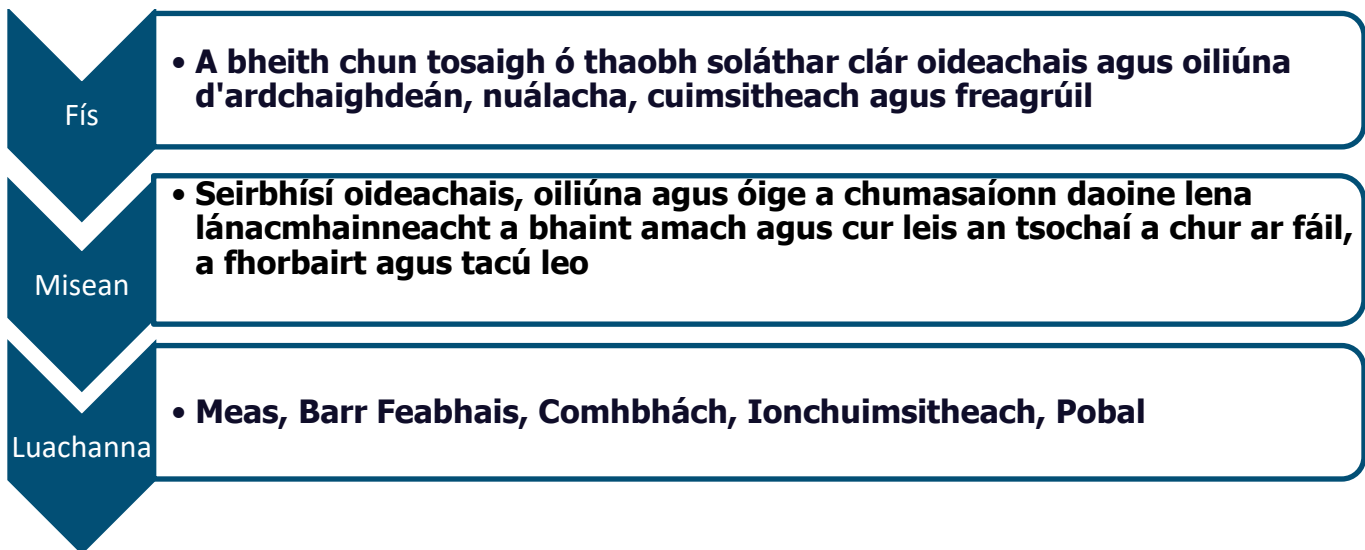 Fís
• A bheith chun tosaigh ó thaobh soláthar clár oideachais agus oiliúna
d'ardchaighdeán, nuálacha, cuimsitheach agus freagrúil
Misean
• Seirbhísí oideachais, oiliúna agus óige a chumasaíonn daoine lena
lánacmhainneacht a bhaint amach agus cur leis an tsochaí a chur ar fáil,
a fhorbairt agus tacú leo
Luachanna
• Meas, Barr Feabhais, Comhbhách, Ionchuimsitheach, Pobal